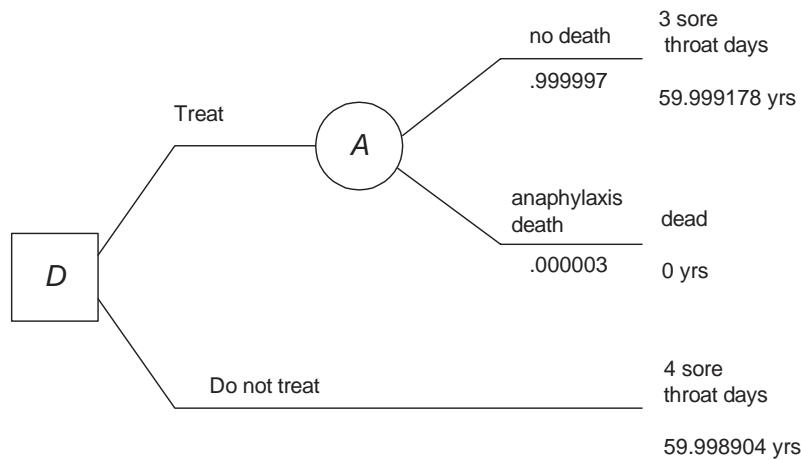 no death
.999997
3 sore
throat days
59.999178 yrs
Treat
A
anaphylaxis
death
.000003
dead
0 yrs
D
Do not treat
4 sore
throat days
59.998904 yrs